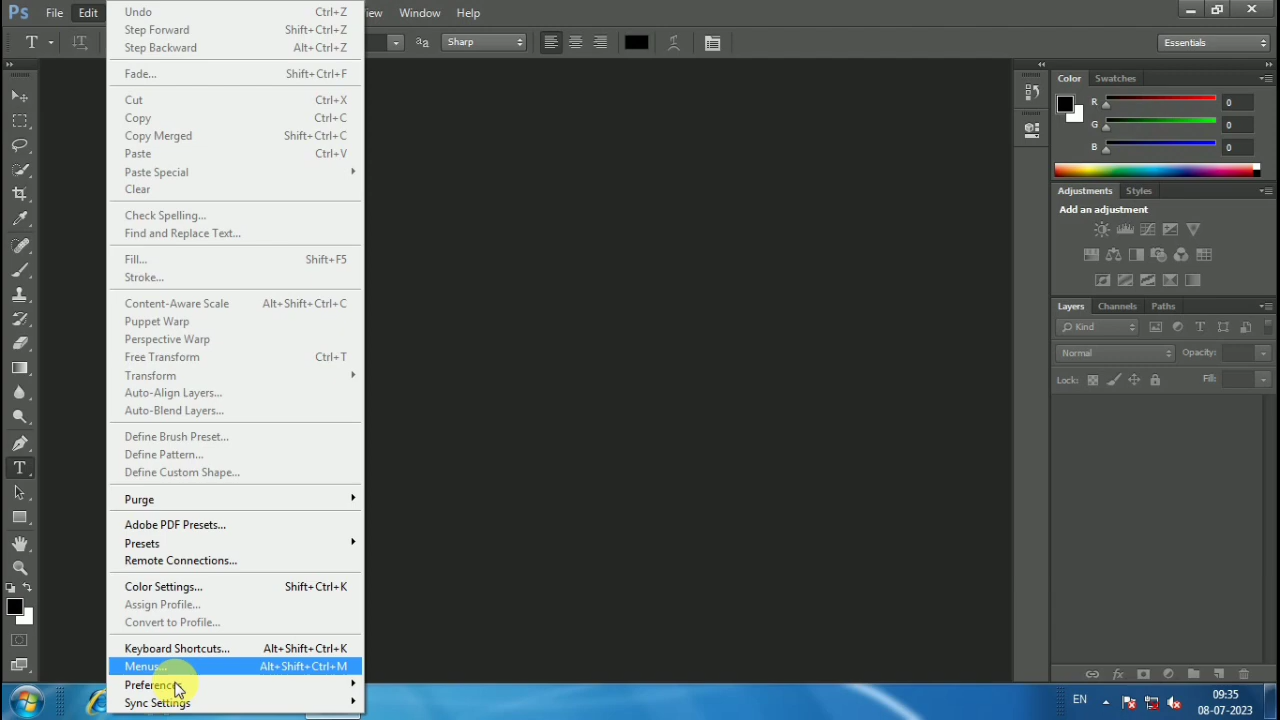 Ps File Edit View Window Help
T Sharp Essentials
Undo Ctrl+Z
Step Forward Shift+Ctrl+Z
Step Backward Alt+Ctrl+Z
Fade... Shift+Ctrl+F
Cut Ctrl+X
Copy Ctrl+C
Copy Merged Shift+Ctrl+C
Paste Ctrl+V
Paste Special
Clear
Check Spelling...
Find and Replace Text...
Fill... Shift+F5
Stroke...
Content-Aware Scale Alt+Shift+Ctrl+C
Puppet Warp
Perspective Warp
Free Transform Ctrl+T
Transform
Auto-Align Layers...
Auto-Blend Layers...
Define Brush Preset...
Define Pattern...
Define Custom Shape...
Purge
Adobe PDF Presets...
Presets
Remote Connections...
Color Settings... Shift+Ctrl+K
Assign Profile...
Convert to Profile...
Keyboard Shortcuts... Alt+Shift+Ctrl+K
Menus... Alt+Shift+Ctrl+M
Preferences
Sync Settings
Color Swatches
R 0
G 0
B 0
Adjustments Styles
Add an adjustment
Layers Channels Paths
Kind
Normal Opacity:
Lock: Fill:
EN 09:35
08-07-2023